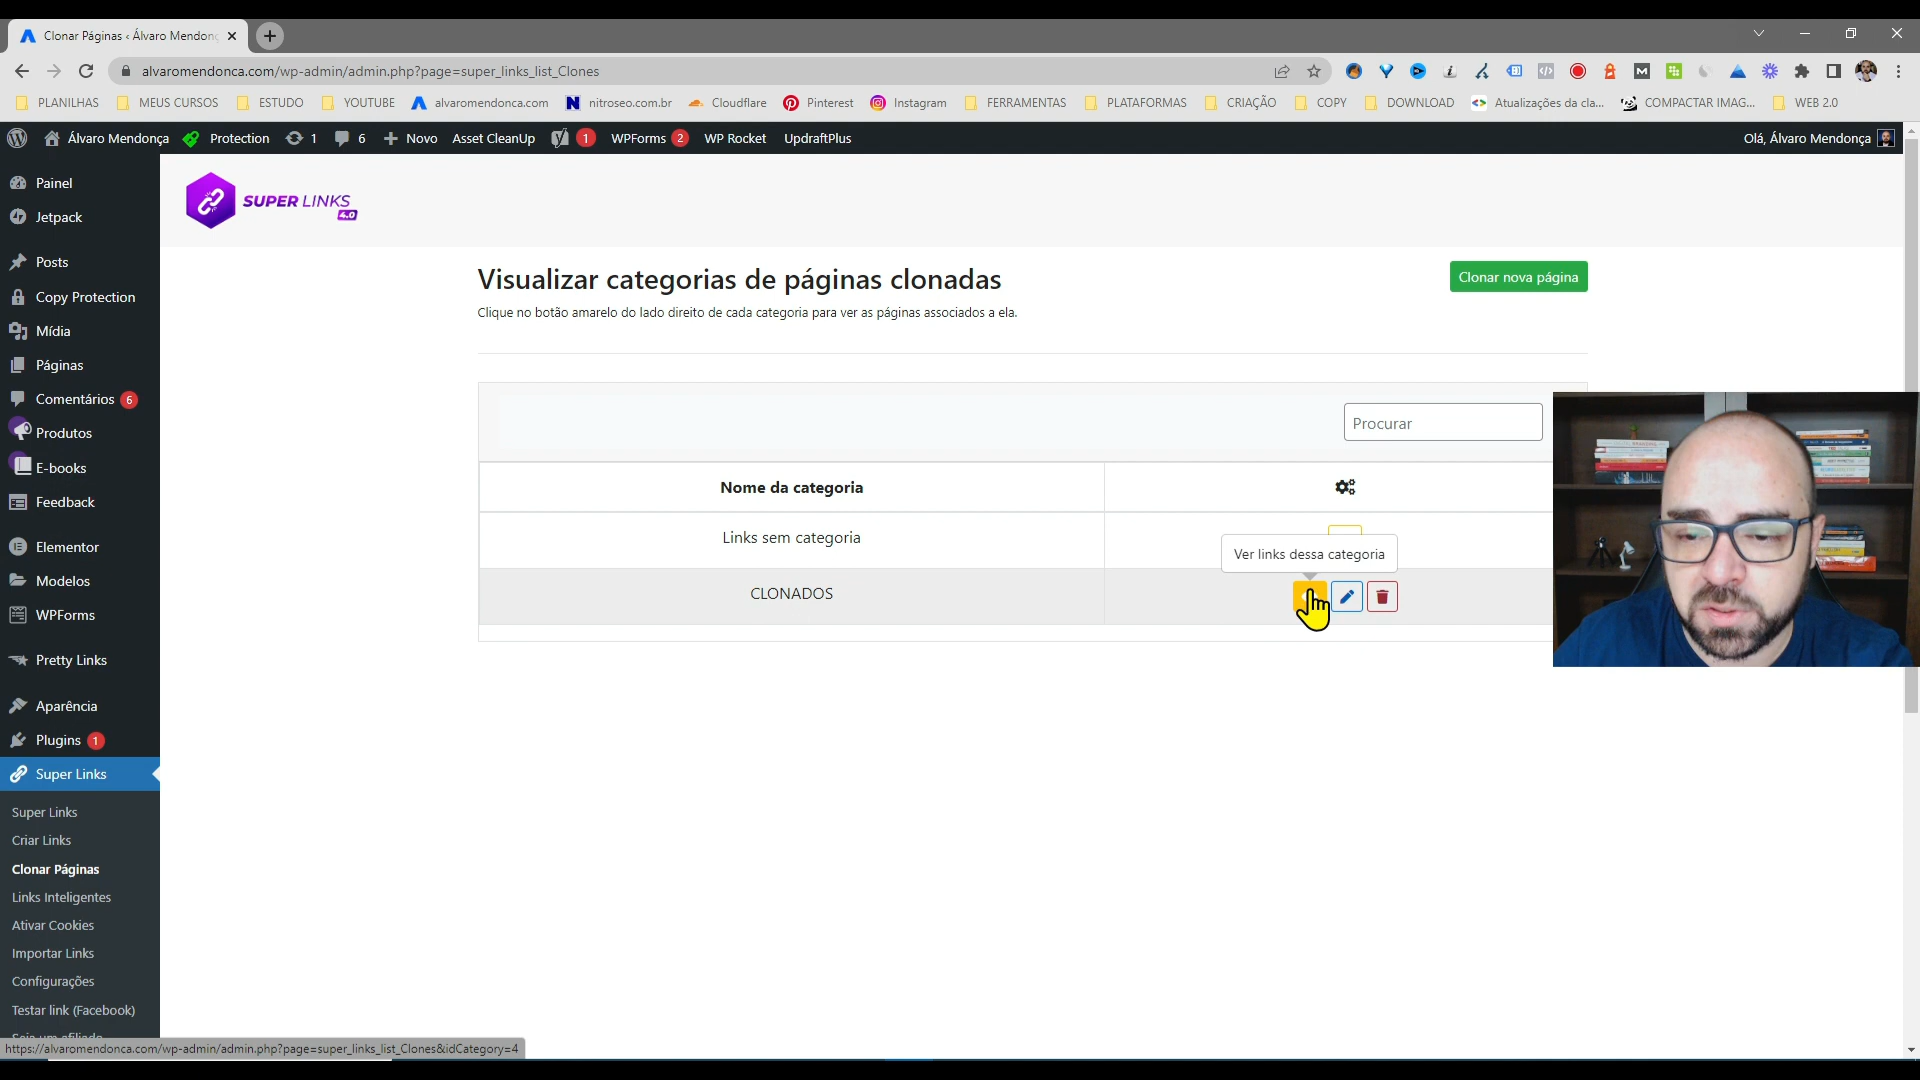 Clonar Páginas ‹ Álvaro Mendonç
alvaromendonca.com/wp-admin/admin.php?page=super_links_list_Clones
PLANILHAS MEUS CURSOS ESTUDO YOUTUBE alvaromendonca.com nitroseo.com.br Cloudflare Pinterest Instagram FERRAMENTAS PLATAFORMAS CRIAÇÃO COPY DOWNLOAD Atualizações da cla... COMPACTAR IMAG... WEB 2.0
Álvaro Mendonça Protection 1 6 Novo Asset CleanUp 1 WPForms 2 WP Rocket UpdraftPlus Olá, Álvaro Mendonça
Painel
Jetpack
Posts
Copy Protection
Mídia
Páginas
Comentários 6
Produtos
E-books
Feedback
Elementor
Modelos
WPForms
Pretty Links
Aparência
Plugins 1
Super Links
Super Links
Criar Links
Clonar Páginas
Links Inteligentes
Ativar Cookies
Importar Links
Configurações
Testar link (Facebook)
https://alvaromendonca.com/wp-admin/admin.php?page=super_links_list_Clones&idCategory=4
SUPER LINKS
4.0
Visualizar categorias de páginas clonadas
Clonar nova página
Clique no botão amarelo do lado direito de cada categoria para ver as páginas associados a ela.
Procurar
Nome da categoria
Links sem categoria
Ver links dessa categoria
CLONADOS